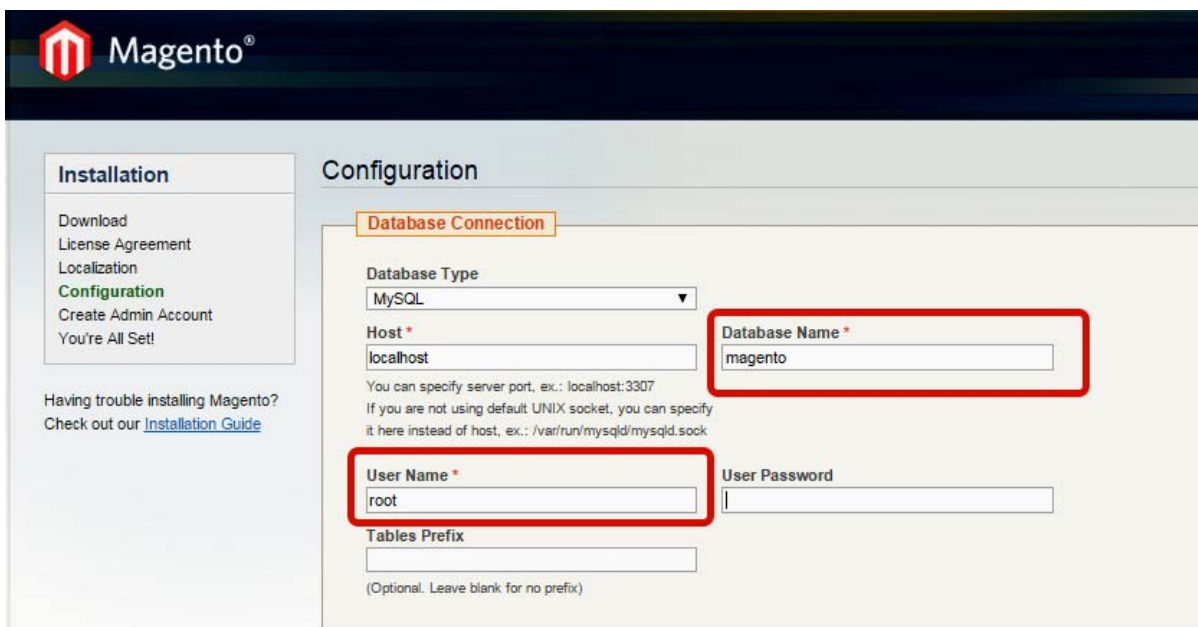 Magento®
Installation
Download
License Agreement
Localization
Configuration
Create Admin Account
You're All Set!
Having trouble installing Magento?
Check out our Installation Guide
Configuration
Database Connection
Database Type
MySQL
Host *
localhost
You can specify server port, ex.: localhost:3307
If you are not using default UNIX socket, you can specify
it here instead of host, ex.: /var/run/mysqld/mysqld.sock
Database Name *
magento
User Name *
root
User Password
Tables Prefix
(Optional. Leave blank for no prefix)